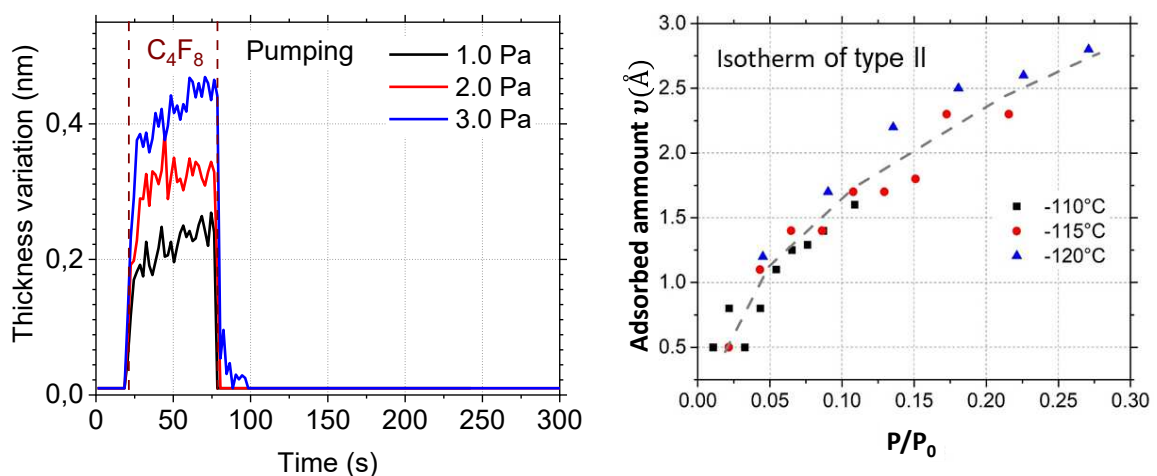 C₄F₈ Pumping
1.0 Pa
2.0 Pa
3.0 Pa
Thickness variation (nm)
0,4
0,2
0,0
0 50 100 150 200 250 300
Time (s)
Isotherm of type II
-110°C
-115°C
-120°C
Adsorbed ammount v(Å)
3.0
2.5
2.0
1.5
1.0
0.5
0.00 0.05 0.10 0.15 0.20 0.25 0.30
P/P₀